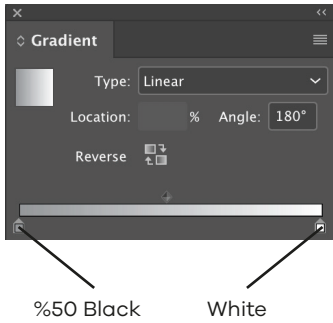 Gradient
Type: Linear
Location: % Angle: 180°
Reverse
%50 Black White